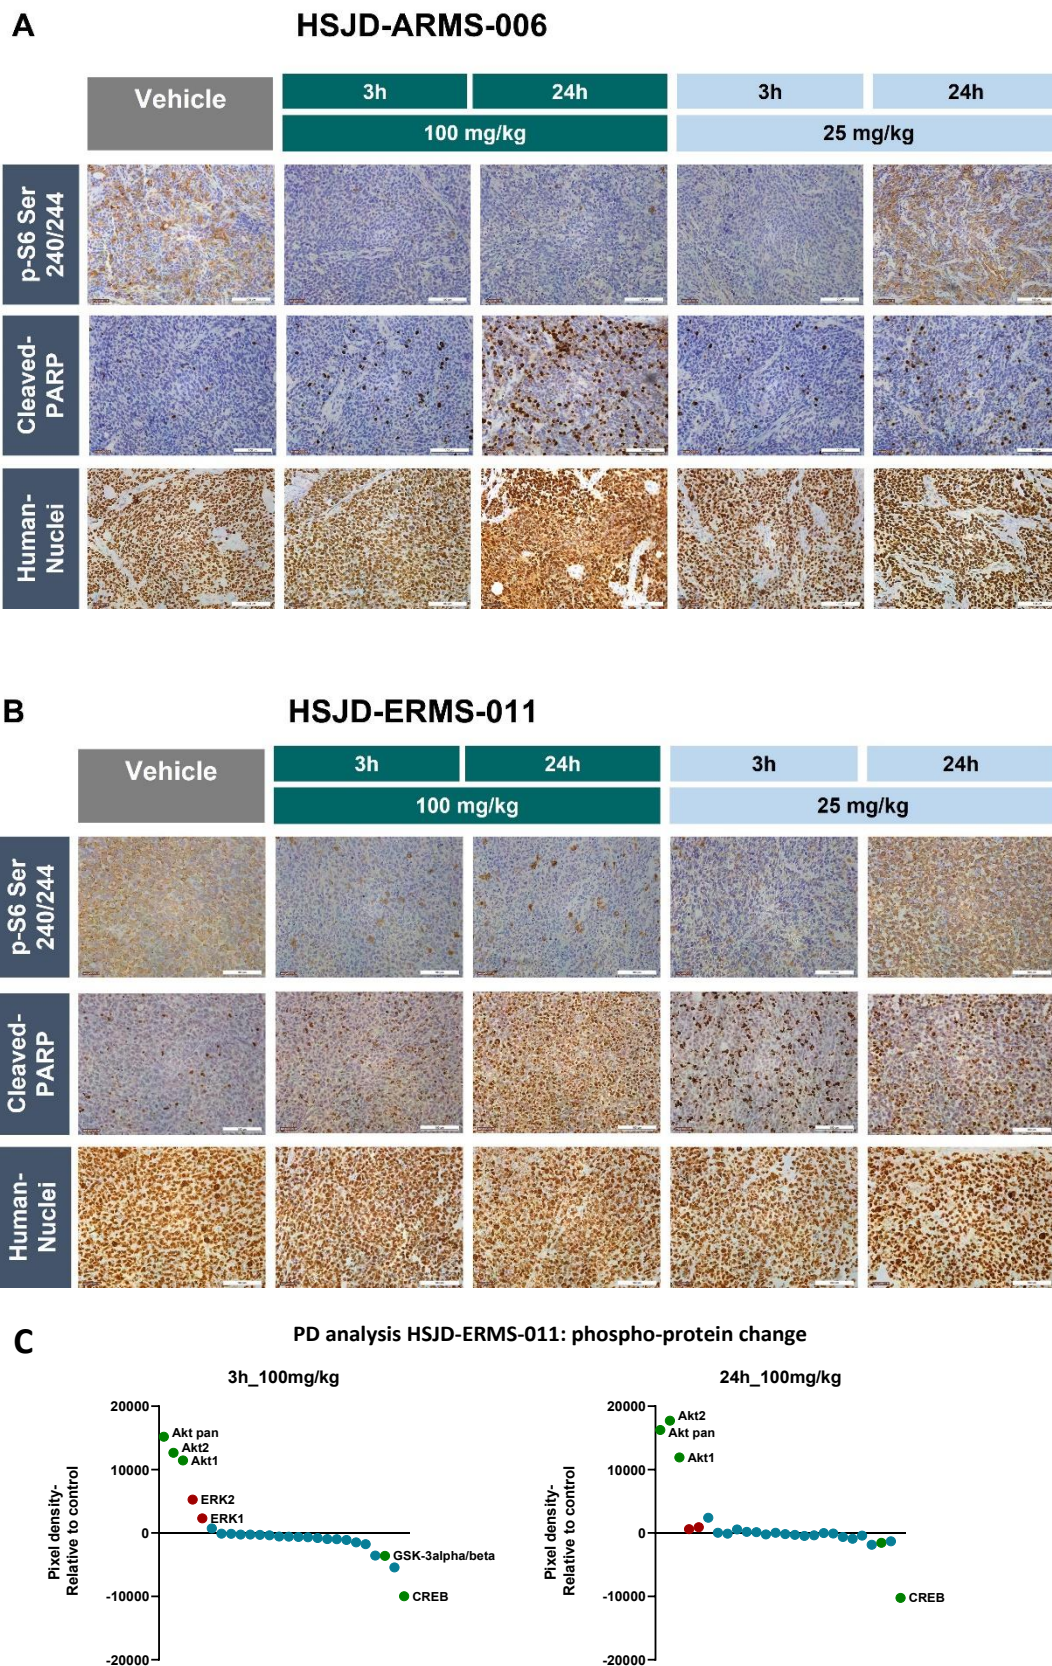 A
HSJD-ARMS-006
Vehicle
3h
24h
3h
24h
100 mg/kg
25 mg/kg
p-S6 Ser
240/244
Cleaved-
PARP
Human-
Nuclei
B
HSJD-ERMS-011
Vehicle
3h
24h
3h
24h
100 mg/kg
25 mg/kg
p-S6 Ser
240/244
Cleaved-
PARP
Human-
Nuclei
C
PD analysis HSJD-ERMS-011: phospho-protein change
3h_100mg/kg
Pixel density-
Relative to control
20000
10000
0
-10000
-20000
Akt pan
Akt2
Akt1
ERK2
ERK1
GSK-3alpha/beta
CREB
24h_100mg/kg
Pixel density-
Relative to control
20000
10000
0
-10000
-20000
Akt2
Akt pan
Akt1
CREB